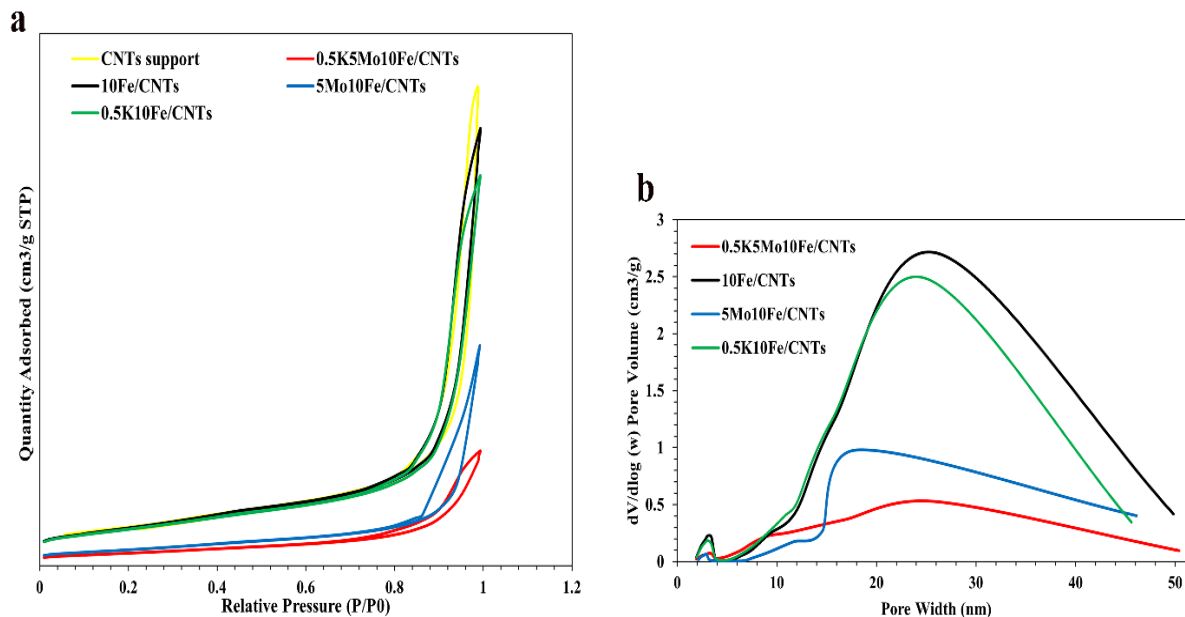 a
CNTs support
0.5K5Mo10Fe/CNTs
10Fe/CNTs
5Mo10Fe/CNTs
0.5K10Fe/CNTs
Quantity Adsorbed (cm3/g STP)
0
0.2
0.4
0.6
0.8
1
1.2
Relative Pressure (P/P0)
b
3
2.5
2
1.5
1
0.5
0
0.5K5Mo10Fe/CNTs
10Fe/CNTs
5Mo10Fe/CNTs
0.5K10Fe/CNTs
dV/dlog (w) Pore Volume (cm3/g)
0
10
20
30
40
50
Pore Width (nm)